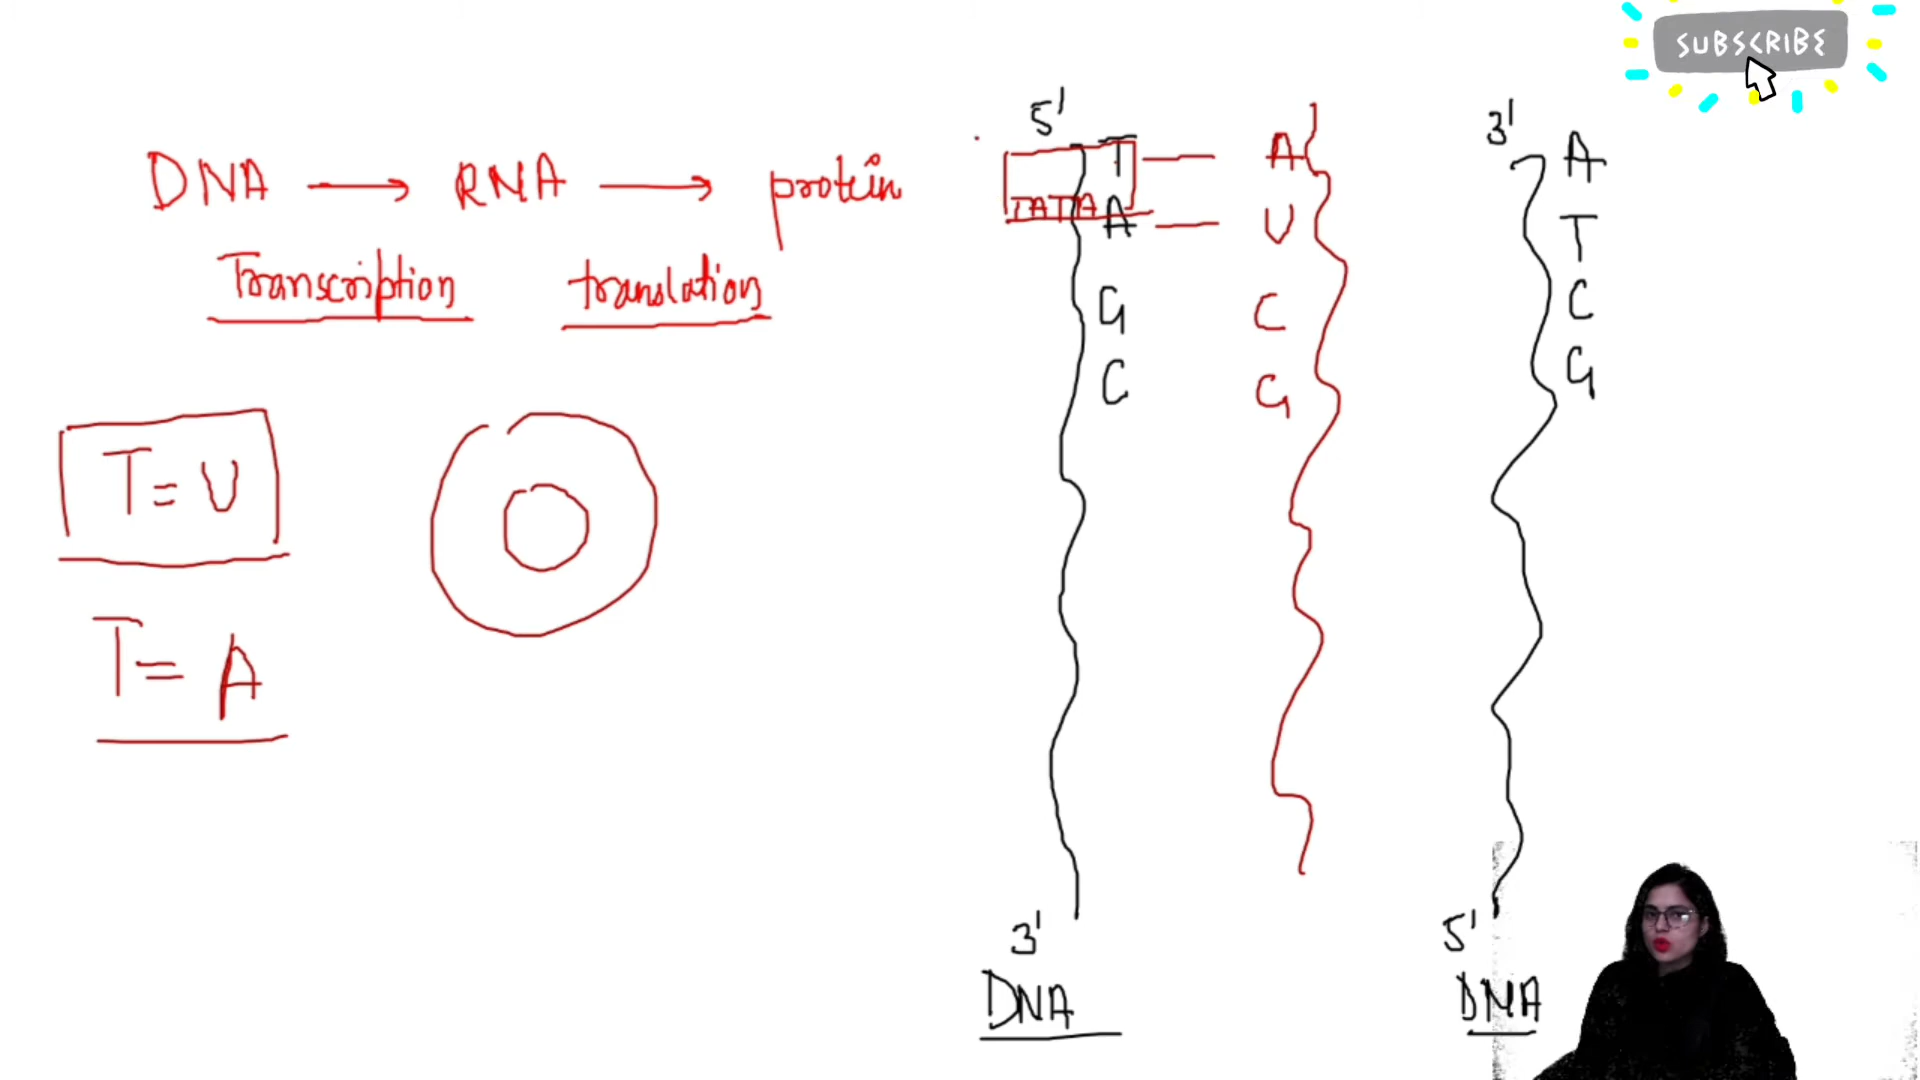 SUBSCRIBE
DNA → RNA → protein
Transcription translation
T = U
T = A
5'
T — A
TATA
A — U
G C
C G
3'
DNA
3'
A
T
C
G
5'
DNA